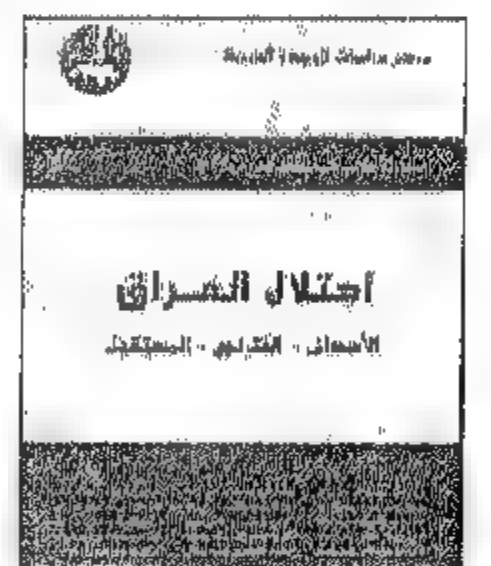 مركز دراسات الوحدة العربية
احتلال العراق
الأهداف - النتائج - المستقبل